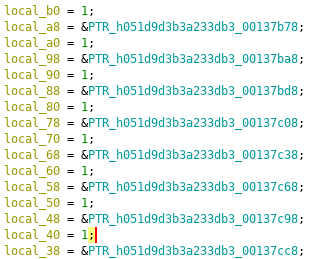 local_b0 = 1;
local_a8 = &PTR_h051d9d3b3a233db3_00137b78;
local_a0 = 1;
local_98 = &PTR_h051d9d3b3a233db3_00137ba8;
local_90 = 1;
local_88 = &PTR_h051d9d3b3a233db3_00137bd8;
local_80 = 1;
local_78 = &PTR_h051d9d3b3a233db3_00137c08;
local_70 = 1;
local_68 = &PTR_h051d9d3b3a233db3_00137c38;
local_60 = 1;
local_58 = &PTR_h051d9d3b3a233db3_00137c68;
local_50 = 1;
local_48 = &PTR_h051d9d3b3a233db3_00137c98;
local_40 = 1;
local_38 = &PTR_h051d9d3b3a233db3_00137cc8;